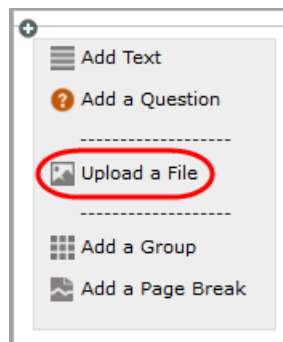 Add Text
Add a Question
-------------------
Upload a File
-------------------
Add a Group
Add a Page Break